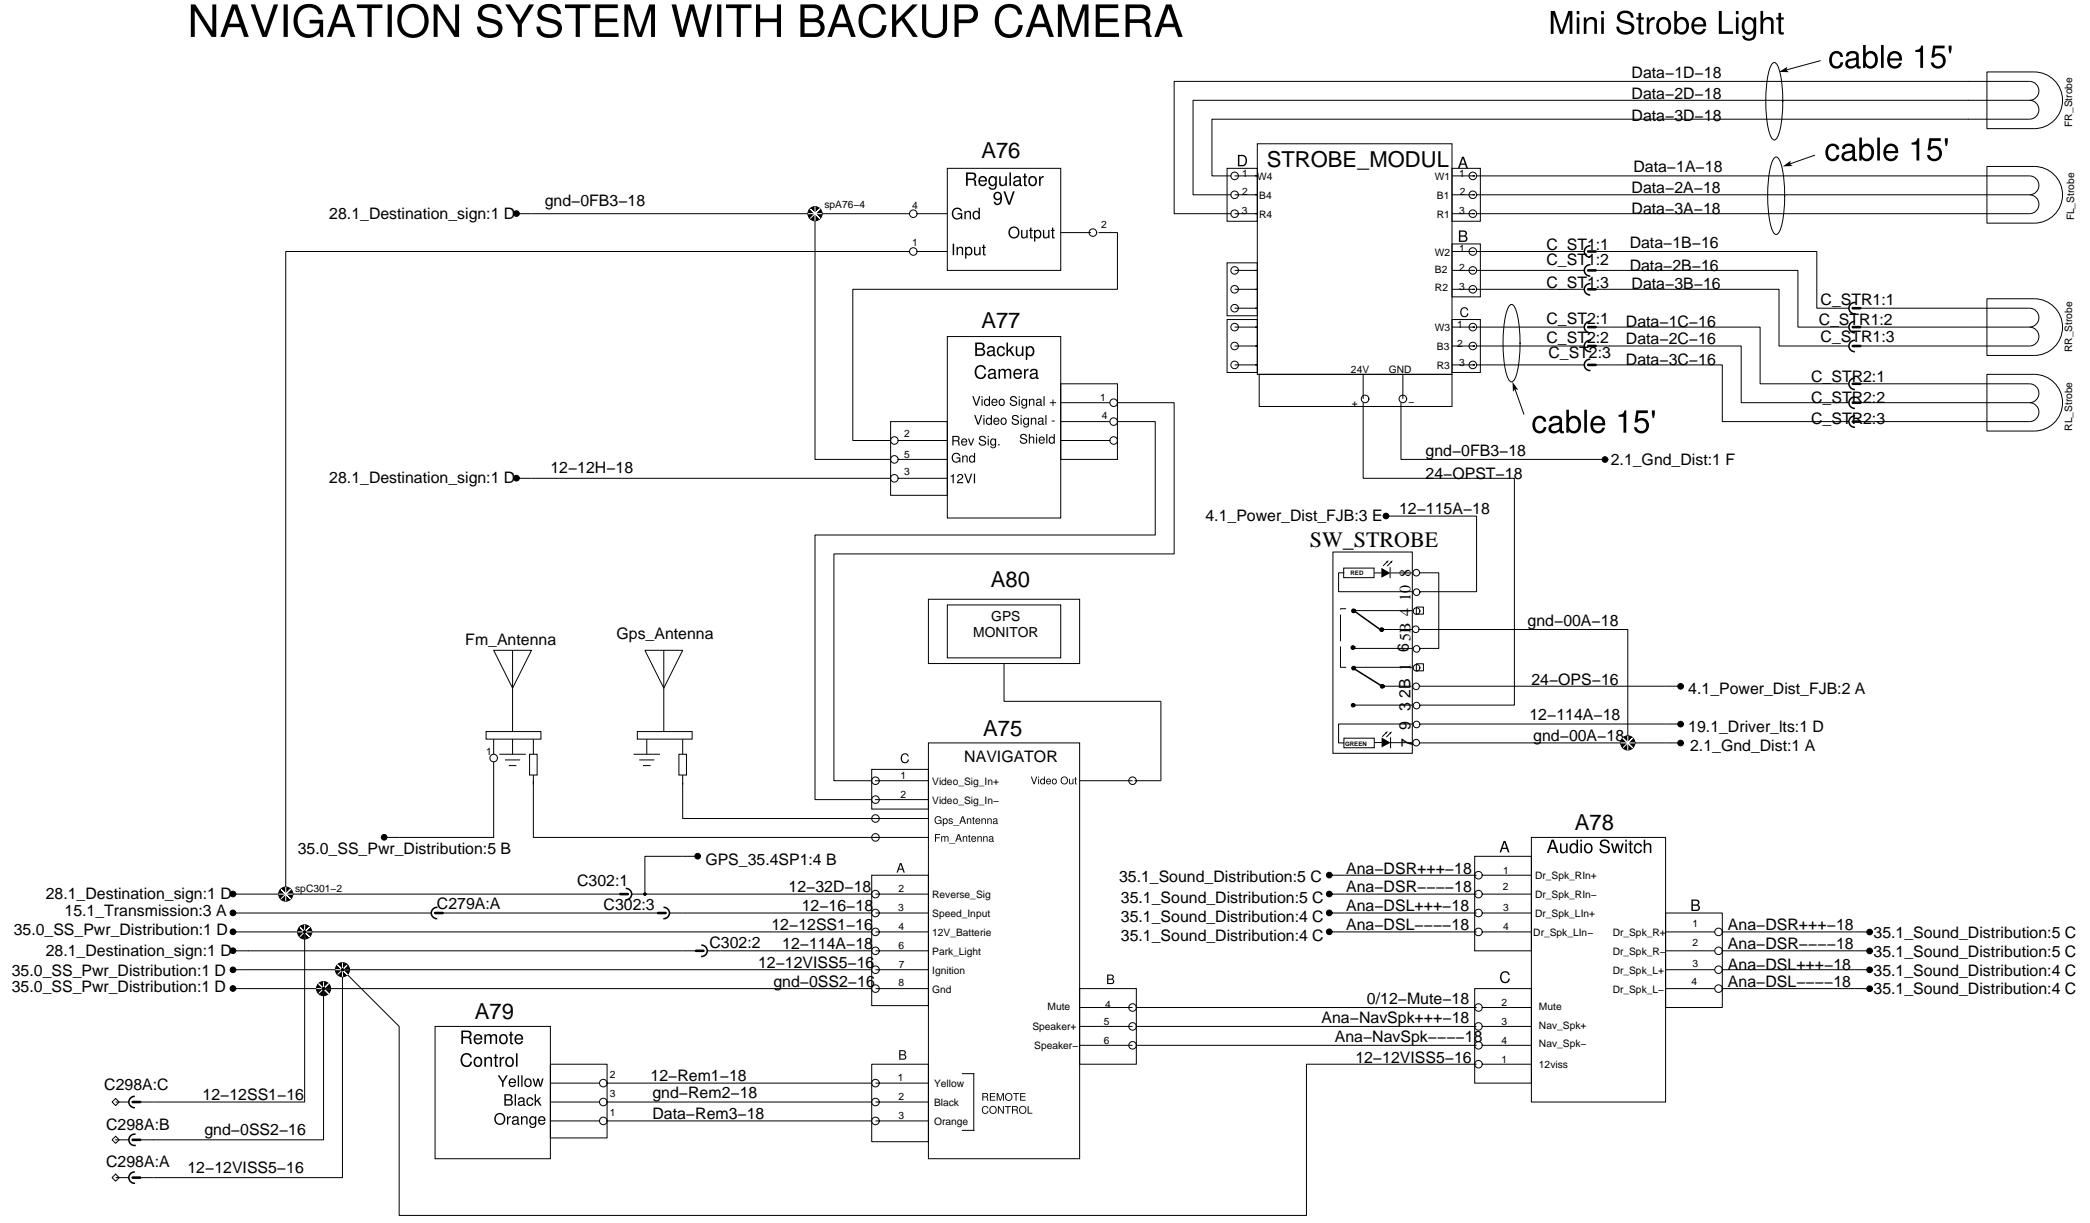 NAVIGATION SYSTEM WITH BACKUP CAMERA
Mini Strobe Light
cable 15'
Data-1D-18
Data-2D-18
Data-3D-18
FR_Strobe
cable 15'
STROBE_MODUL
D
1 W4
2 B4
3 R4
A
W1 1
B1 2
R1 3
Data-1A-18
Data-2A-18
Data-3A-18
FL_Strobe
B
W2 1
B2 2
R2 3
C_ST1:1 Data-1B-16
C_ST1:2 Data-2B-16
C_ST1:3 Data-3B-16
C_STR1:1
C_STR1:2
C_STR1:3
RR_Strobe
C
W3 1
B3 2
R3 3
C_ST2:1 Data-1C-16
C_ST2:2 Data-2C-16
C_ST2:3 Data-3C-16
C_STR2:1
C_STR2:2
C_STR2:3
RL_Strobe
cable 15'
24V GND
+ -
gnd-0FB3-18
2.1_Gnd_Dist:1 F
24-OPST-18
4.1_Power_Dist_FJB:3 E
12-115A-18
SW_STROBE
RED
8
10
4
5B
6
1
2B
3
9
7
GREEN
gnd-00A-18
24-OPS-16
4.1_Power_Dist_FJB:2 A
12-114A-18
19.1_Driver_lts:1 D
gnd-00A-18
2.1_Gnd_Dist:1 A
A76
Regulator
9V
28.1_Destination_sign:1 D
gnd-0FB3-18
spA76-4
4 Gnd
Output 2
1 Input
A77
Backup
Camera
Video Signal + 1
Video Signal - 4
2 Rev Sig.
Shield
5 Gnd
28.1_Destination_sign:1 D
12-12H-18
3 12VI
A80
GPS
MONITOR
Fm_Antenna
Gps_Antenna
1
35.0_SS_Pwr_Distribution:5 B
A75
NAVIGATOR
C
1 Video_Sig_In+
Video Out
2 Video_Sig_In-
Gps_Antenna
Fm_Antenna
GPS_35.4SP1:4 B
A
28.1_Destination_sign:1 D
spC301-2
C302:1
12-32D-18
2 Reverse_Sig
15.1_Transmission:3 A
C279A:A
C302:3
12-16-18
3 Speed_Input
35.0_SS_Pwr_Distribution:1 D
12-12SS1-16
4 12V_Batterie
28.1_Destination_sign:1 D
C302:2
12-114A-18
6 Park_Light
35.0_SS_Pwr_Distribution:1 D
12-12VISS5-16
7 Ignition
35.0_SS_Pwr_Distribution:1 D
gnd-0SS2-16
8 Gnd
B
Mute 4
Speaker+ 5
Speaker- 6
0/12-Mute-18
Ana-NavSpk+++-18
Ana-NavSpk----18
12-12VISS5-16
A79
Remote
Control
Yellow 2
Black 3
Orange 1
12-Rem1-18
gnd-Rem2-18
Data-Rem3-18
B
1 Yellow
2 Black
3 Orange
REMOTE
CONTROL
C298A:C
12-12SS1-16
C298A:B
gnd-0SS2-16
C298A:A
12-12VISS5-16
A78
Audio Switch
A
35.1_Sound_Distribution:5 C
Ana-DSR+++-18
1 Dr_Spk_RIn+
35.1_Sound_Distribution:5 C
Ana-DSR----18
2 Dr_Spk_RIn-
35.1_Sound_Distribution:4 C
Ana-DSL+++-18
3 Dr_Spk_LIn+
35.1_Sound_Distribution:4 C
Ana-DSL----18
4 Dr_Spk_LIn-
B
Dr_Spk_R+ 1
Ana-DSR+++-18
35.1_Sound_Distribution:5 C
Dr_Spk_R- 2
Ana-DSR----18
35.1_Sound_Distribution:5 C
Dr_Spk_L+ 3
Ana-DSL+++-18
35.1_Sound_Distribution:4 C
Dr_Spk_L- 4
Ana-DSL----18
35.1_Sound_Distribution:4 C
C
2 Mute
3 Nav_Spk+
4 Nav_Spk-
1 12viss